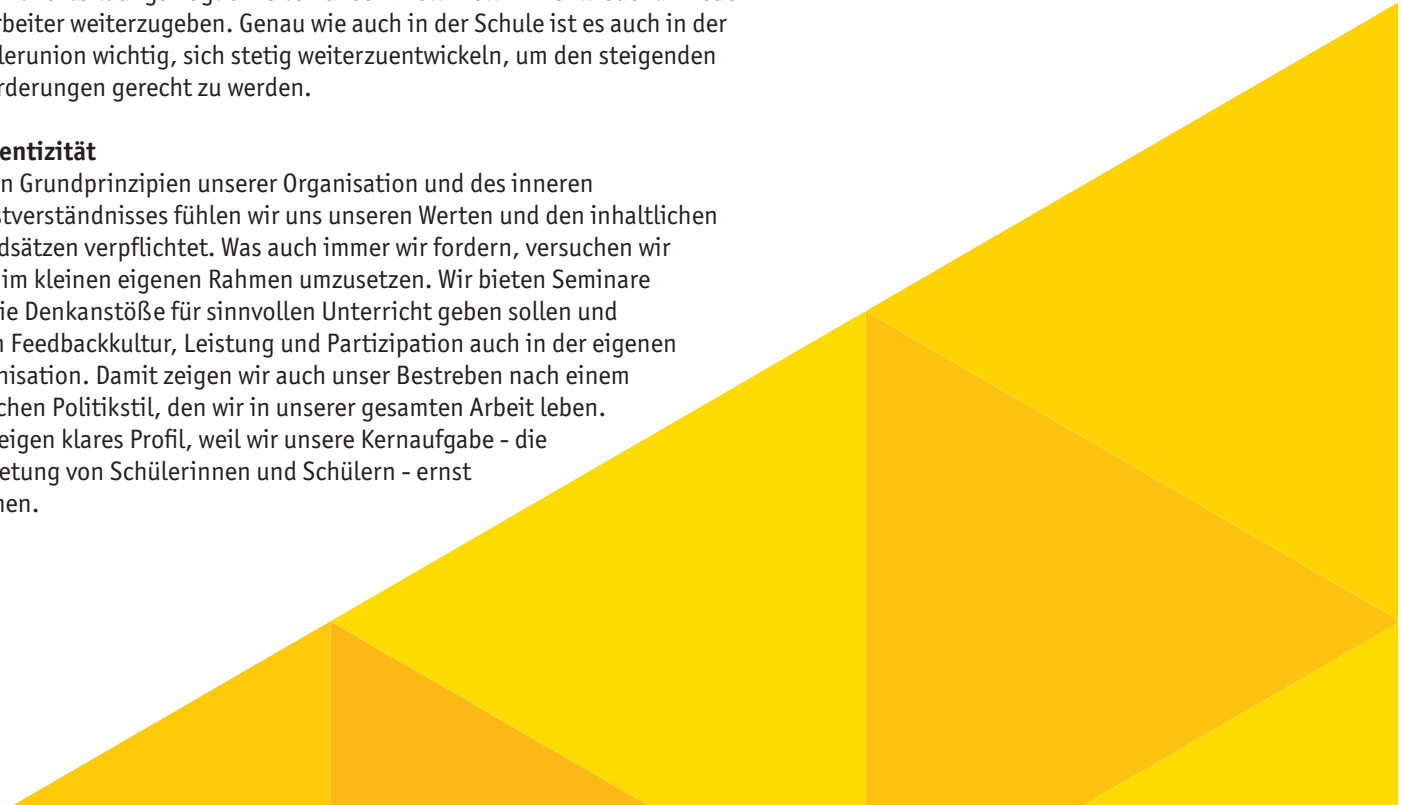 rbeiter weiterzugeben. Genau wie auch in der Schule ist es auch in der
lerunion wichtig, sich stetig weiterzuentwickeln, um den steigenden
rderungen gerecht zu werden.
entizität
n Grundprinzipien unserer Organisation und des inneren
stverständnisses fühlen wir uns unseren Werten und den inhaltlichen
dsätzen verpflichtet. Was auch immer wir fordern, versuchen wir
im kleinen eigenen Rahmen umzusetzen. Wir bieten Seminare
ie Denkanstöße für sinnvollen Unterricht geben sollen und
n Feedbackkultur, Leistung und Partizipation auch in der eigenen
nisation. Damit zeigen wir auch unser Bestreben nach einem
ichen Politikstil, den wir in unserer gesamten Arbeit leben.
eigen klares Profil, weil wir unsere Kernaufgabe - die
etung von Schülerinnen und Schülern - ernst
nen.